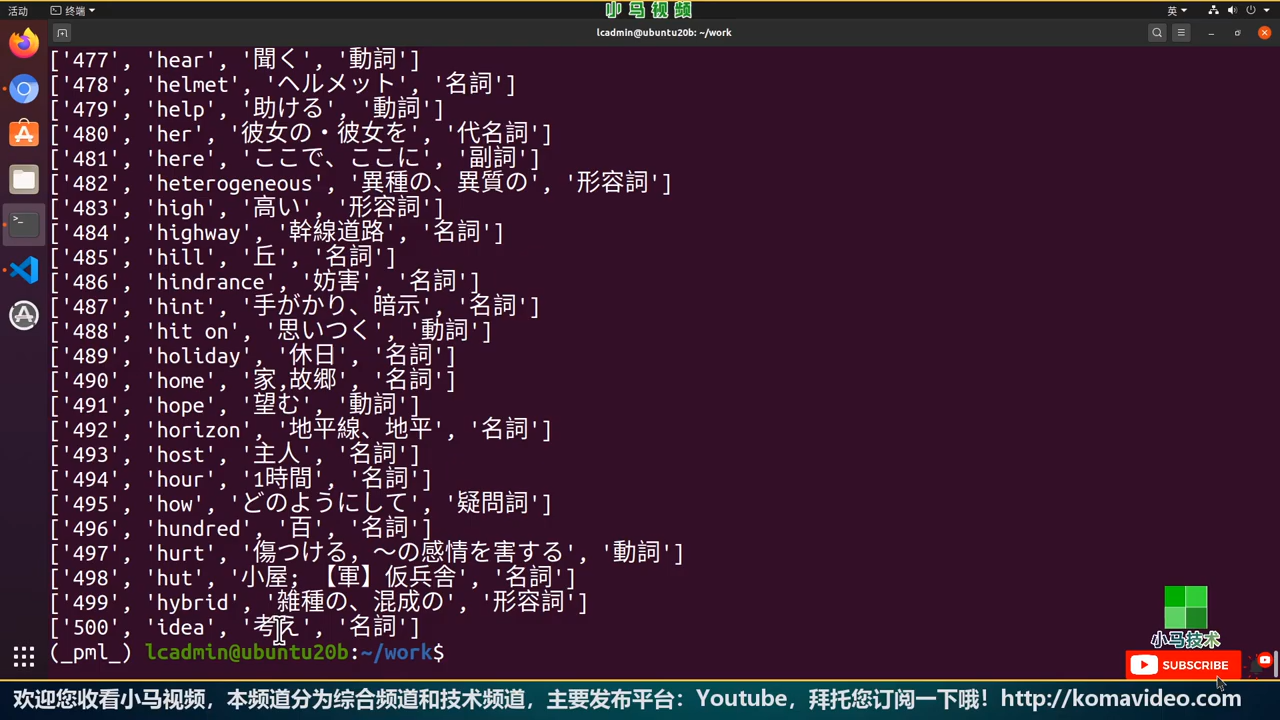 活动
终端
小马视频
英
lcadmin@ubuntu20b: ~/work
['477', 'hear', '聞く', '動詞']
['478', 'helmet', 'ヘルメット', '名詞']
['479', 'help', '助ける', '動詞']
['480', 'her', '彼女の・彼女を', '代名詞']
['481', 'here', 'ここで、ここに', '副詞']
['482', 'heterogeneous', '異種の、異質の', '形容詞']
['483', 'high', '高い', '形容詞']
['484', 'highway', '幹線道路', '名詞']
['485', 'hill', '丘', '名詞']
['486', 'hindrance', '妨害', '名詞']
['487', 'hint', '手がかり、暗示', '名詞']
['488', 'hit on', '思いつく', '動詞']
['489', 'holiday', '休日', '名詞']
['490', 'home', '家,故郷', '名詞']
['491', 'hope', '望む', '動詞']
['492', 'horizon', '地平線、地平', '名詞']
['493', 'host', '主人', '名詞']
['494', 'hour', '1時間', '名詞']
['495', 'how', 'どのようにして', '疑問詞']
['496', 'hundred', '百', '名詞']
['497', 'hurt', '傷つける，～の感情を害する', '動詞']
['498', 'hut', '小屋; 【軍】仮兵舎', '名詞']
['499', 'hybrid', '雑種の、混成の', '形容詞']
['500', 'idea', '考え', '名詞']
(_pml_) lcadmin@ubuntu20b:~/work$
小马技术
SUBSCRIBE
欢迎您收看小马视频，本频道分为综合频道和技术频道，主要发布平台：Youtube，拜托您订阅一下哦！http://komavideo.com